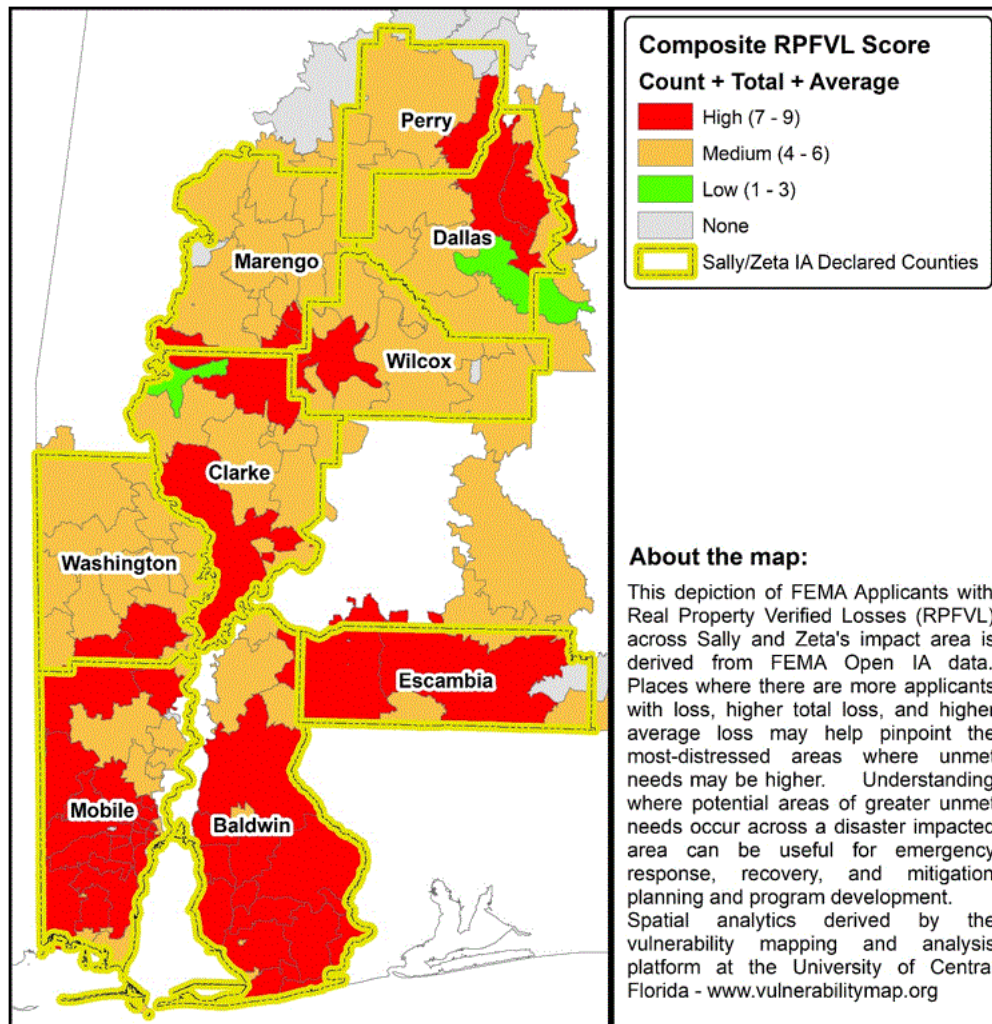 Composite RPFVL Score
Count + Total + Average
High (7 - 9)
Medium (4 - 6)
Low (1 - 3)
None
Sally/Zeta IA Declared Counties
Perry
Dallas
Marengo
Wilcox
Clarke
Washington
Escambia
Mobile
Baldwin
About the map:
This depiction of FEMA Applicants with
Real Property Verified Losses (RPFVL)
across Sally and Zeta's impact area is
derived from FEMA Open IA data.
Places where there are more applicants
with loss, higher total loss, and higher
average loss may help pinpoint the
most-distressed areas where unmet
needs may be higher. Understanding
where potential areas of greater unmet
needs occur across a disaster impacted
area can be useful for emergency
response, recovery, and mitigation
planning and program development.
Spatial analytics derived by the
vulnerability mapping and analysis
platform at the University of Central
Florida - www.vulnerabilitymap.org